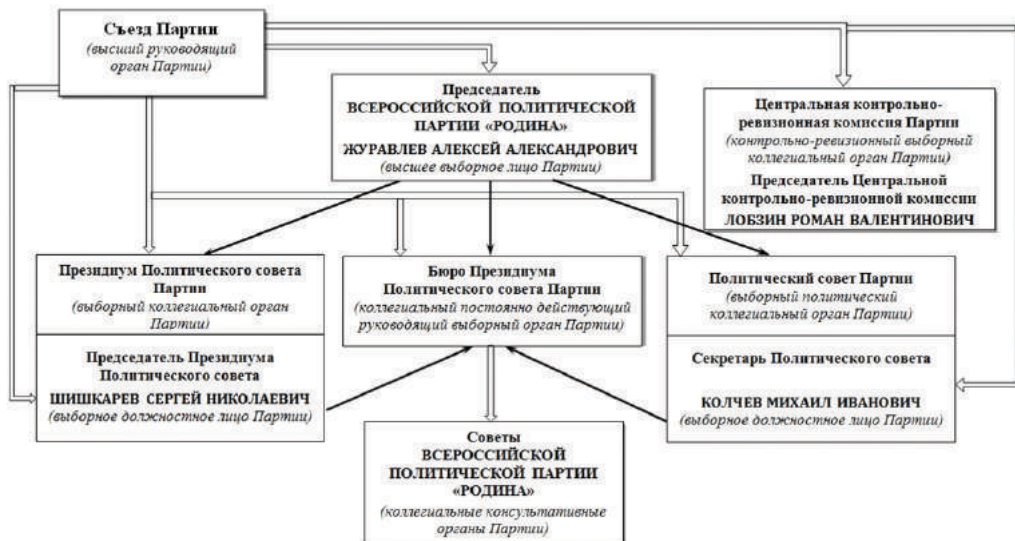 Съезд Партии
(высший руководящий
орган Партии)
Председатель
ВСЕРОССИЙСКОЙ ПОЛИТИЧЕСКОЙ
ПАРТИИ «РОДИНА»
ЖУРАВЛЕВ АЛЕКСЕЙ АЛЕКСАНДРОВИЧ
(высшее выборное лицо Партии)
Центральная контрольно-
ревизионная комиссия Партии
(контрольно-ревизионный выборный
коллегиальный орган Партии)
Председатель Центральной
контрольно-ревизионной комиссии
ЛОБЗИН РОМАН ВАЛЕНТИНОВИЧ
Президиум Политического совета
Партии
(выборный коллегиальный орган
Партии)
Председатель Президиума
Политического совета
ШИШКАРЕВ СЕРГЕЙ НИКОЛАЕВИЧ
(выборное должностное лицо Партии)
Бюро Президиума
Политического совета Партии
(коллегиальный постоянно действующий
руководящий выборный орган Партии)
Политический совет Партии
(выборный политический
коллегиальный орган Партии)
Секретарь Политического совета
КОЛЧЕВ МИХАИЛ ИВАНОВИЧ
(выборное должностное лицо Партии)
Советы
ВСЕРОССИЙСКОЙ
ПОЛИТИЧЕСКОЙ ПАРТИИ
«РОДИНА»
(коллегиальные консультативные
органы Партии)